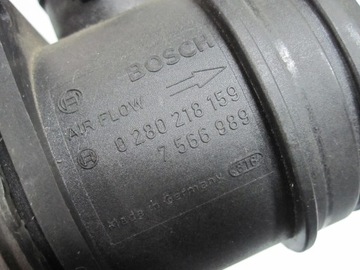 BOSCH
AIR FLOW
0 280 218 159
7 566 989
Made in Germany